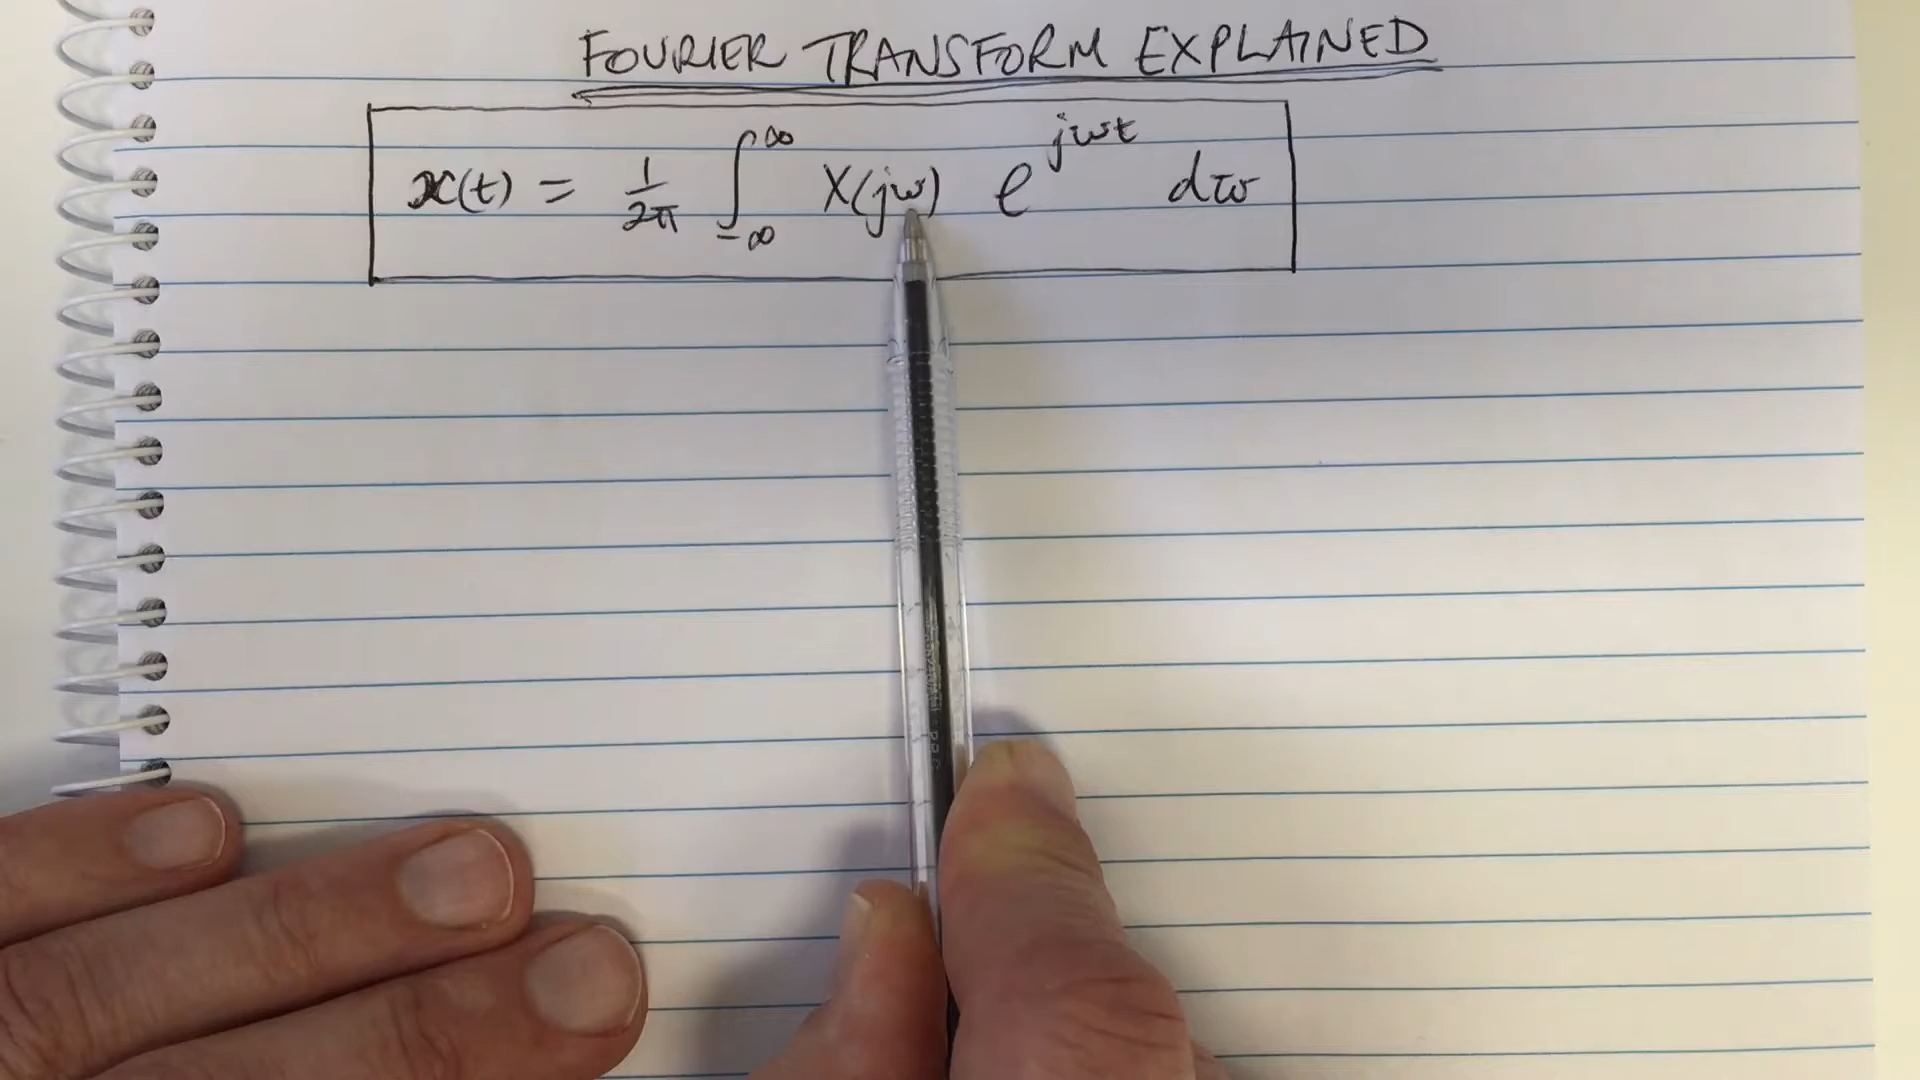 FOURIER TRANSFORM EXPLAINED
x(t) = 1/2π ∫_{-∞}^{∞} X(jω) e^{jωt} dω